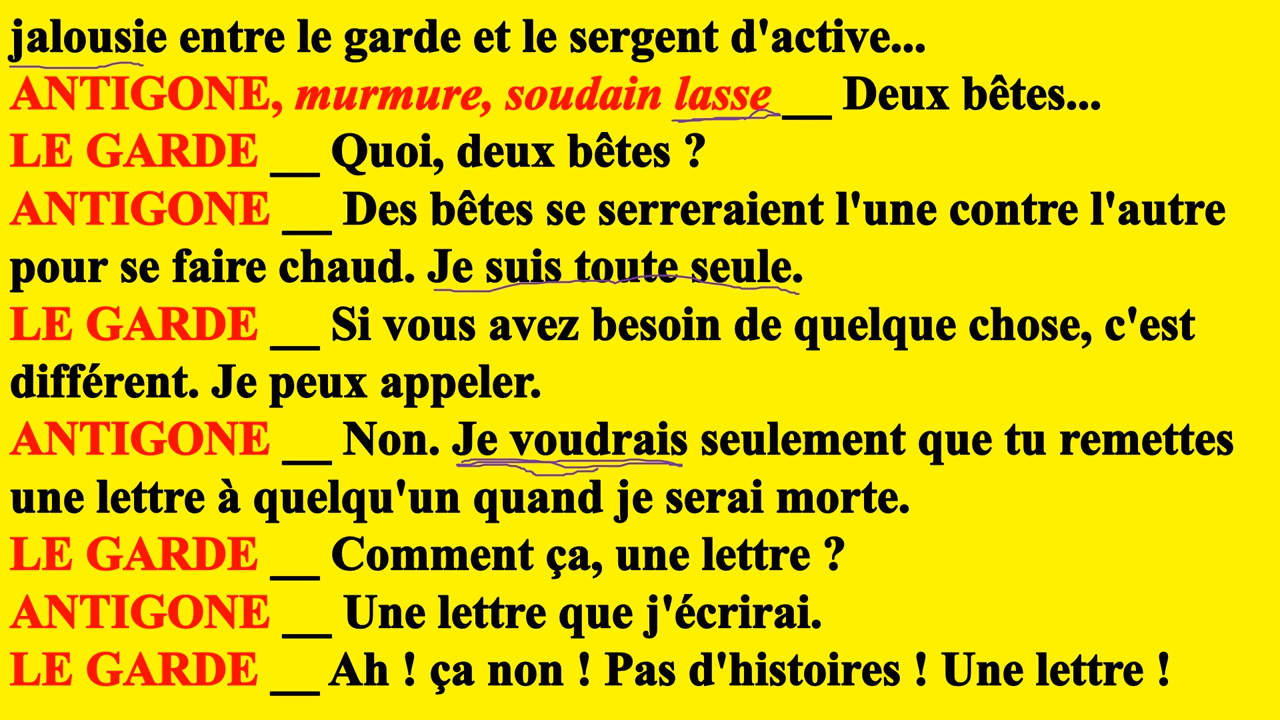 jalousie entre le garde et le sergent d'active...
ANTIGONE, murmure, soudain lasse __ Deux bêtes...
LE GARDE __ Quoi, deux bêtes ?
ANTIGONE __ Des bêtes se serreraient l'une contre l'autre
pour se faire chaud. Je suis toute seule.
LE GARDE __ Si vous avez besoin de quelque chose, c'est
différent. Je peux appeler.
ANTIGONE __ Non. Je voudrais seulement que tu remettes
une lettre à quelqu'un quand je serai morte.
LE GARDE __ Comment ça, une lettre ?
ANTIGONE __ Une lettre que j'écrirai.
LE GARDE __ Ah ! ça non ! Pas d'histoires ! Une lettre !